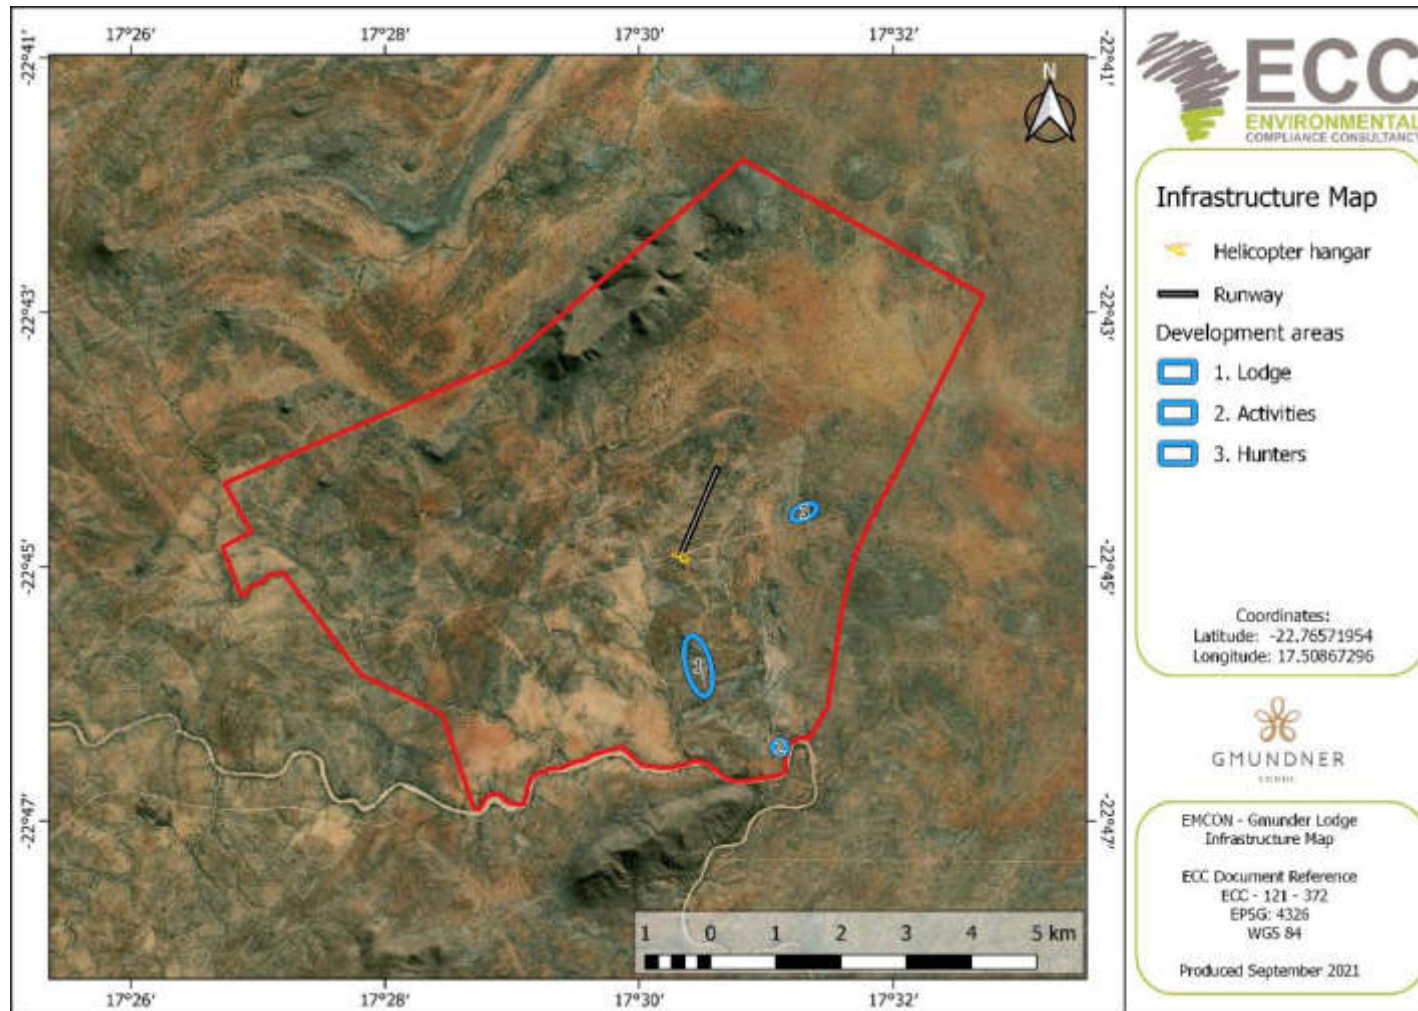 17°26'
17°28'
17°30'
17°32'
-22°41'
-22°41'
N
-22°43'
-22°43'
-22°45'
-22°45'
-22°47'
-22°47'
3
1
2
1 0 1 2 3 4 5 km
17°26'
17°28'
17°30'
17°32'
ECC
ENVIRONMENTAL
COMPLIANCE CONSULTANCY
Infrastructure Map
Helicopter hangar
Runway
Development areas
1. Lodge
2. Activities
3. Hunters
Coordinates:
Latitude: -22.76571954
Longitude: 17.50867296
GMUNDNER
EMCON - Gmunder Lodge
Infrastructure Map
ECC Document Reference
ECC - 121 - 372
EPSG: 4326
WGS 84
Produced September 2021